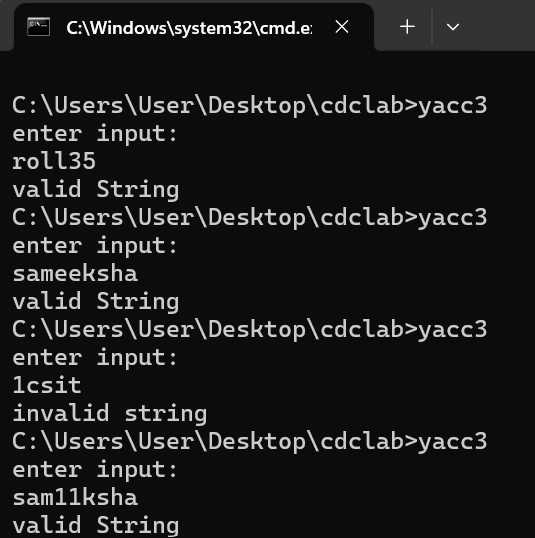 C:\Windows\system32\cmd.e
C:\Users\User\Desktop\cdclab>yacc3
enter input:
roll35
valid String
C:\Users\User\Desktop\cdclab>yacc3
enter input:
sameeksha
valid String
C:\Users\User\Desktop\cdclab>yacc3
enter input:
1csit
invalid string
C:\Users\User\Desktop\cdclab>yacc3
enter input:
sam11ksha
valid String